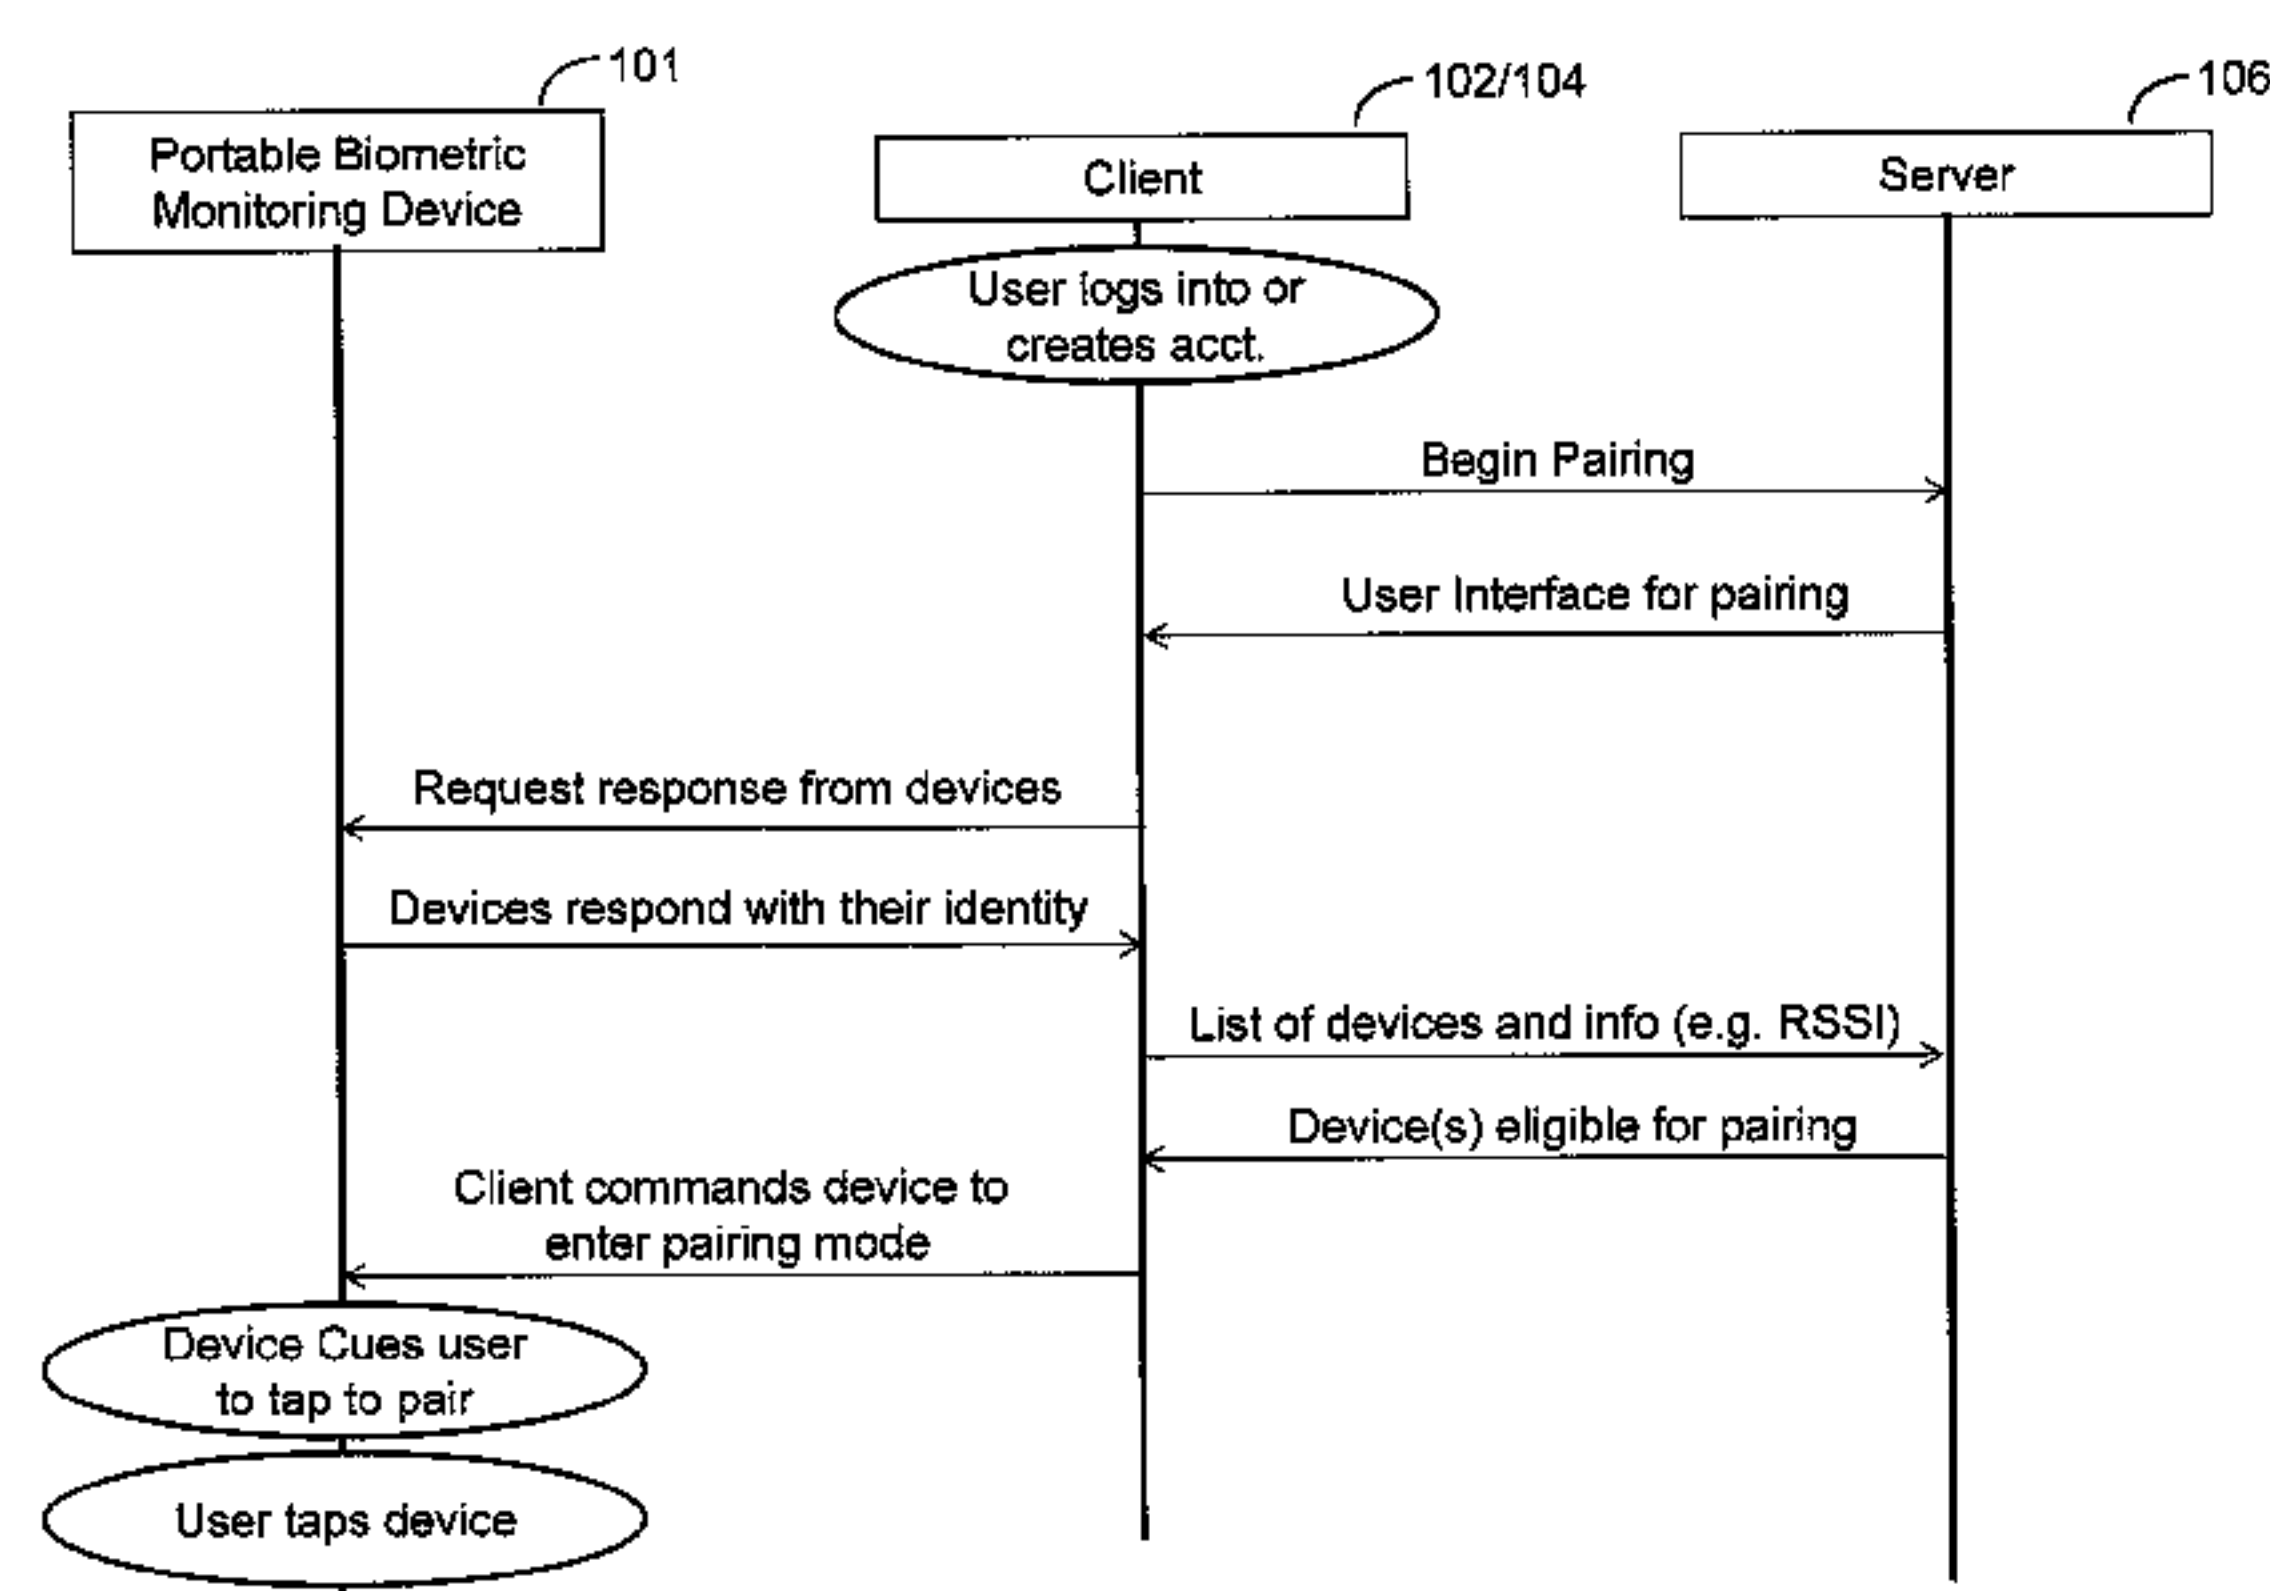 101
102/104
106
Portable Biometric
Monitoring Device
Client
Server
User logs into or
creates acct.
Begin Pairing
User Interface for pairing
Request response from devices
Devices respond with their identity
List of devices and info (e.g. RSSI)
Device(s) eligible for pairing
Client commands device to
enter pairing mode
Device Cues user
to tap to pair
User taps device